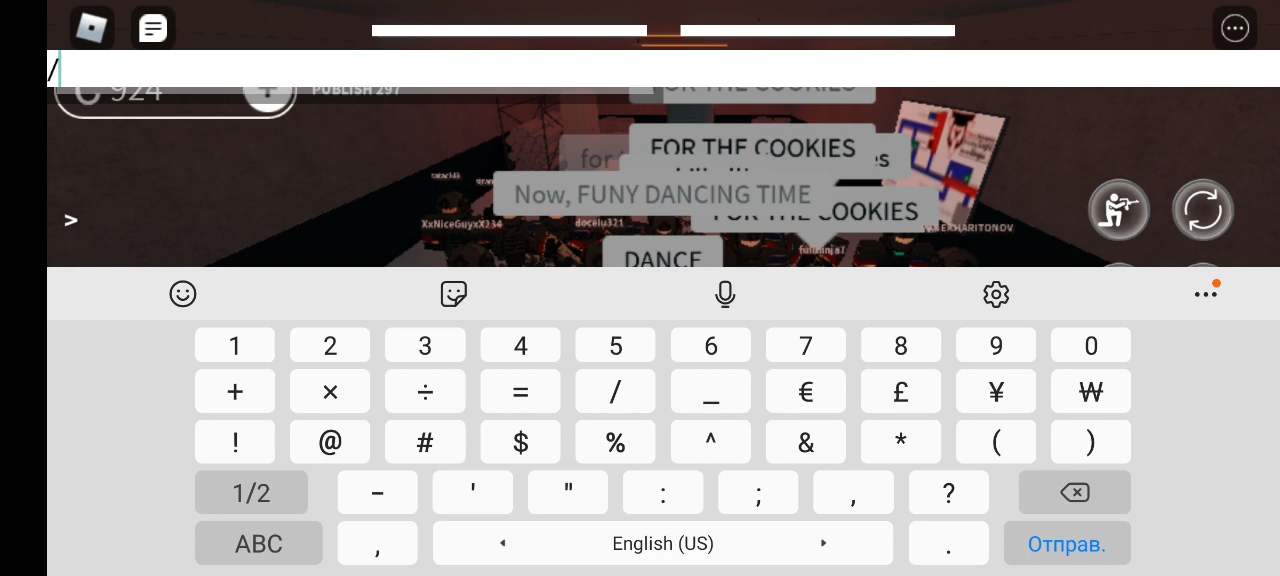 /
924
PUBLISH 297
FOR THE COOKIES
FOR THE COOKIES
for
Now, FUNY DANCING TIME
FOR THE COOKIES
XxNiceGuyxX234
docelu321
DANCE
>
1 2 3 4 5 6 7 8 9 0
+ × ÷ = / _ € £ ¥ ₩
! @ # $ % ^ & * ( )
1/2 - ' " : ; , ?
ABC , English (US) . Отправ.